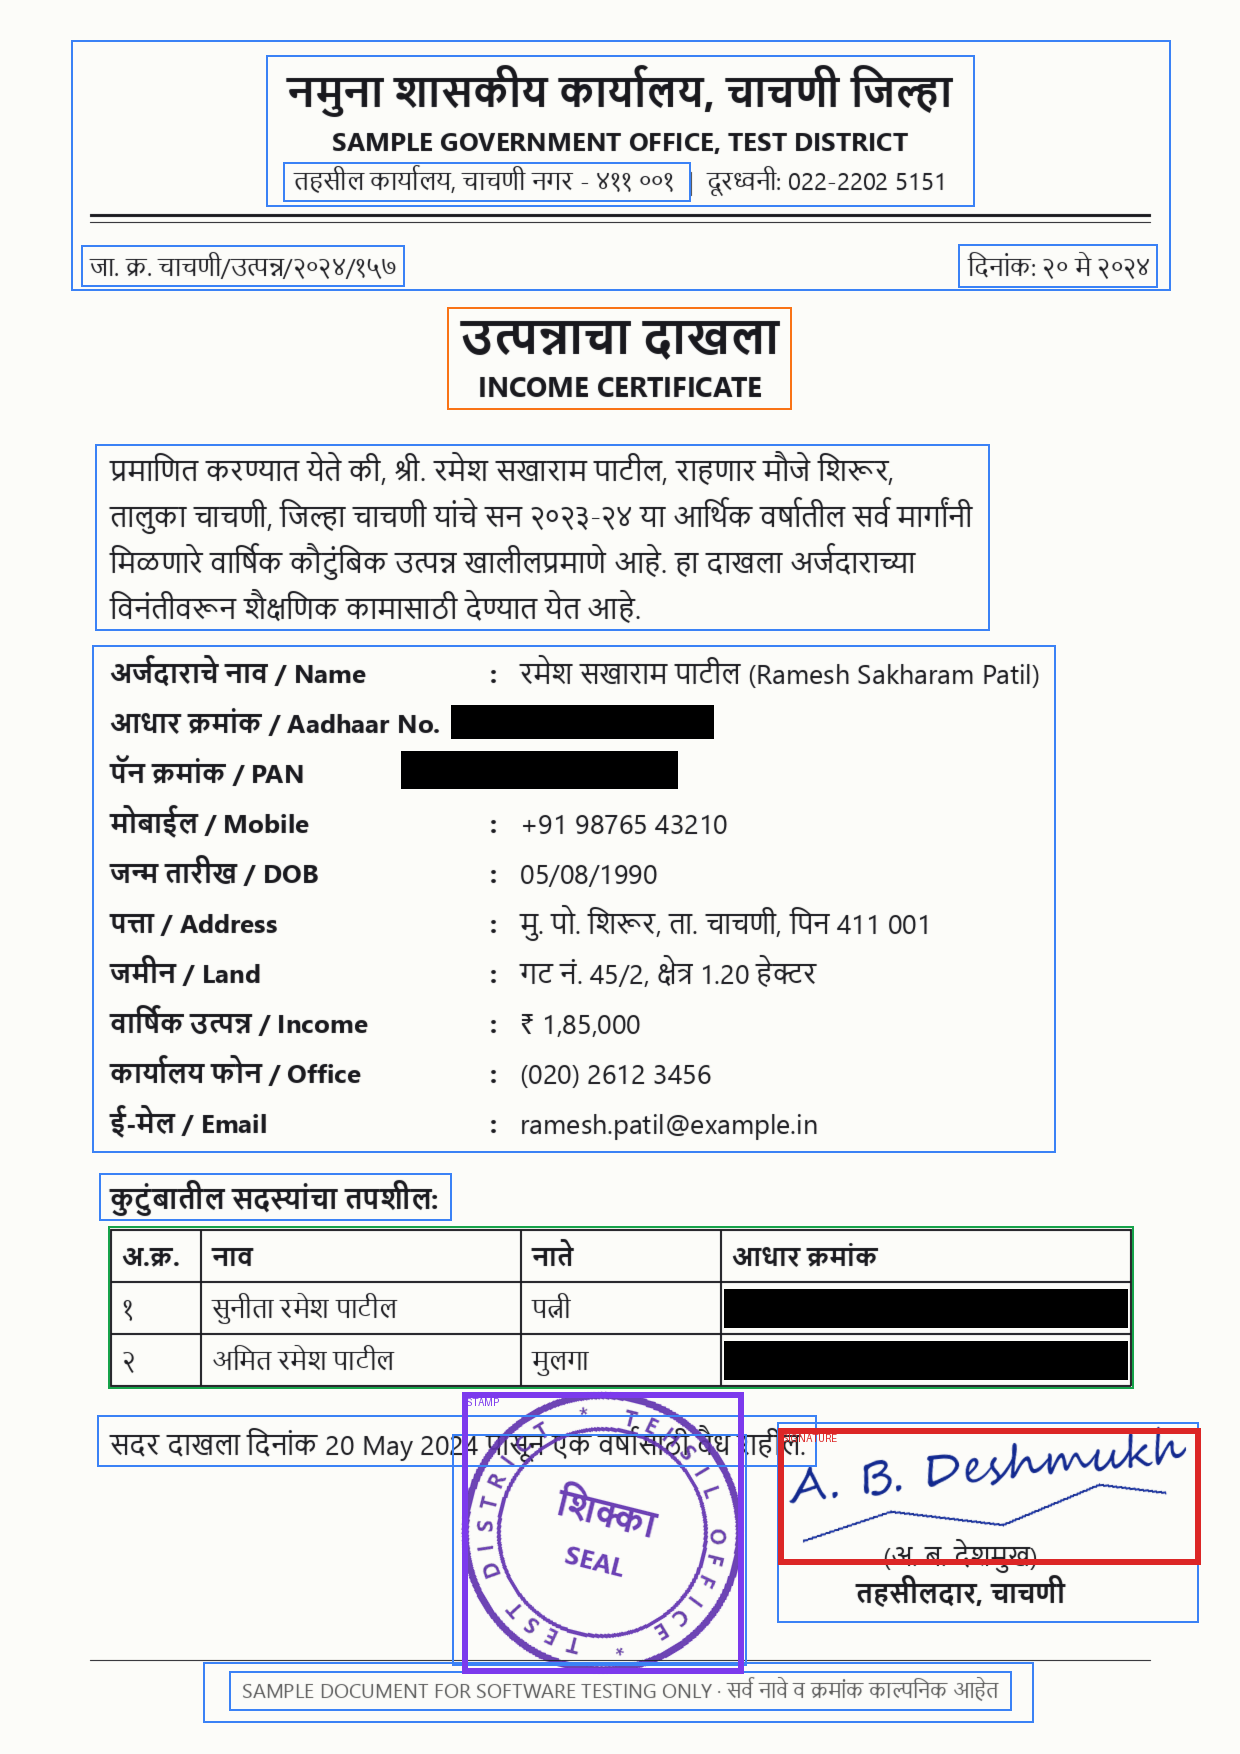 नमुना शासकीय कार्यालय, चाचणी जिल्हा
SAMPLE GOVERNMENT OFFICE, TEST DISTRICT
तहसील कार्यालय, चाचणी नगर - ४११ ००१ | दूरध्वनी: 022-2202 5151
जा. क्र. चाचणी/उत्पन्न/२०२४/१५७ दिनांक: २० मे २०२४
उत्पन्नाचा दाखला
INCOME CERTIFICATE
प्रमाणित करण्यात येते की, श्री. रमेश सखाराम पाटील, राहणार मौजे शिरूर,
तालुका चाचणी, जिल्हा चाचणी यांचे सन २०२३-२४ या आर्थिक वर्षातील सर्व मार्गांनी
मिळणारे वार्षिक कौटुंबिक उत्पन्न खालीलप्रमाणे आहे. हा दाखला अर्जदाराच्या
विनंतीवरून शैक्षणिक कामासाठी देण्यात येत आहे.
अर्जदाराचे नाव / Name : रमेश सखाराम पाटील (Ramesh Sakharam Patil)
आधार क्रमांक / Aadhaar No.
पॅन क्रमांक / PAN
मोबाईल / Mobile : +91 98765 43210
जन्म तारीख / DOB : 05/08/1990
पत्ता / Address : मु. पो. शिरूर, ता. चाचणी, पिन 411 001
जमीन / Land : गट नं. 45/2, क्षेत्र 1.20 हेक्टर
वार्षिक उत्पन्न / Income : ₹ 1,85,000
कार्यालय फोन / Office : (020) 2612 3456
ई-मेल / Email : ramesh.patil@example.in
कुटुंबातील सदस्यांचा तपशील:
अ.क्र. नाव नाते आधार क्रमांक
१ सुनीता रमेश पाटील पत्नी
२ अमित रमेश पाटील मुलगा
STAMP
सदर दाखला दिनांक 20 May 2024 पासून एक वर्षासाठी वैध राहील.
TEHSIL OFFICE * TEST DISTRICT *
शिक्का
SEAL
SIGNATURE
A. B. Deshmukh
(अ. ब. देशमुख)
तहसीलदार, चाचणी
SAMPLE DOCUMENT FOR SOFTWARE TESTING ONLY · सर्व नावे व क्रमांक काल्पनिक आहेत